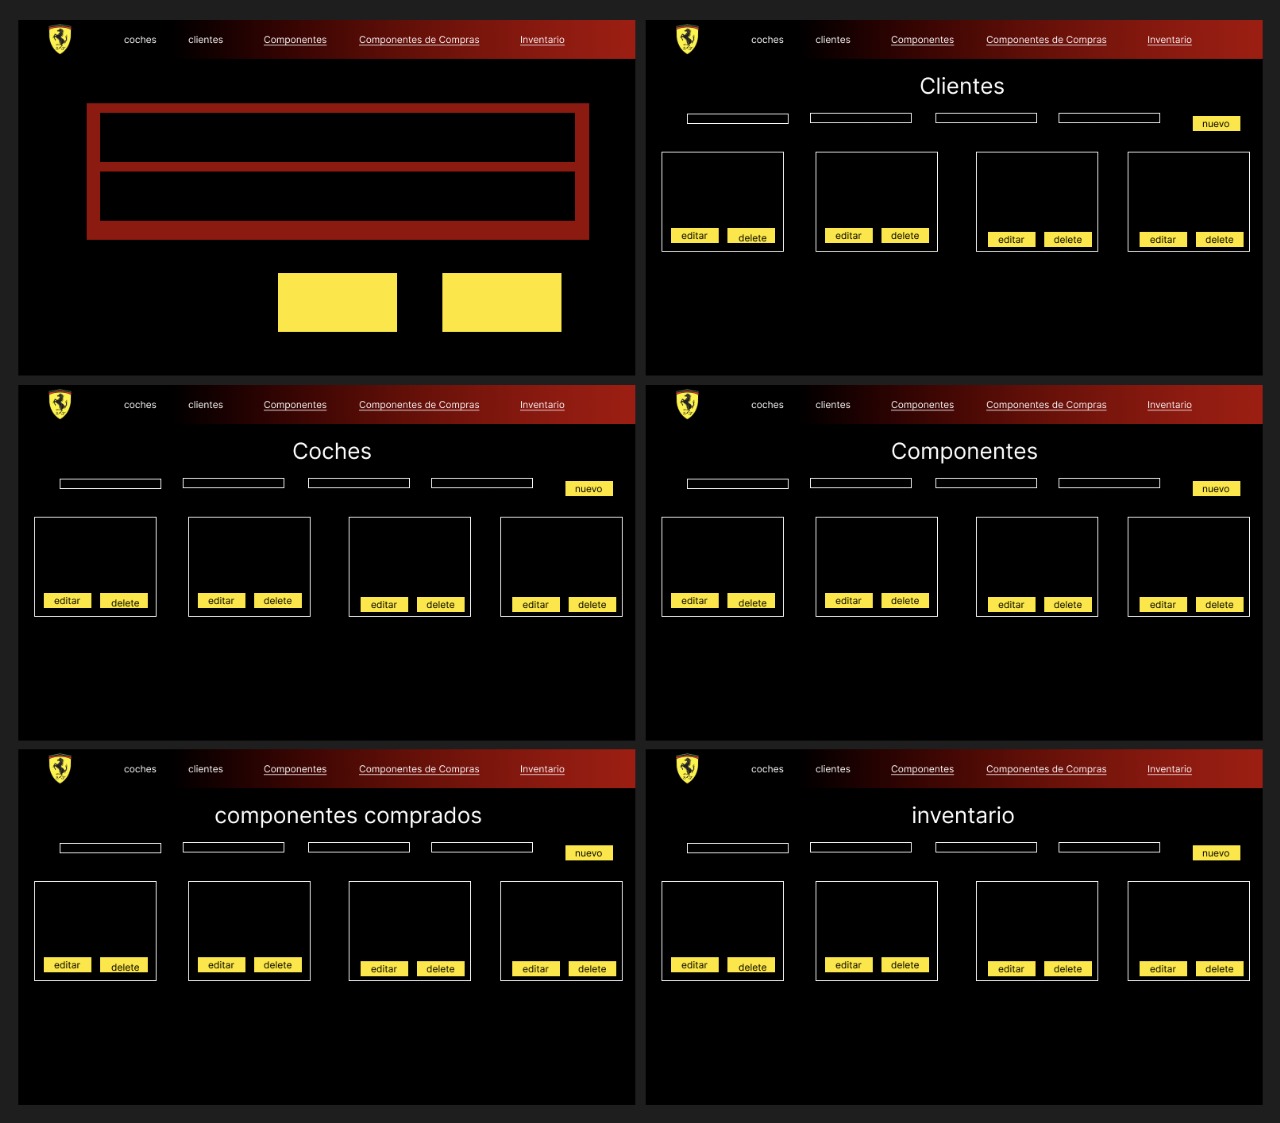 coches clientes Componentes Componentes de Compras Inventario
coches clientes Componentes Componentes de Compras Inventario
Clientes
nuevo
editar delete editar delete editar delete editar delete
coches clientes Componentes Componentes de Compras Inventario
Coches
nuevo
editar delete editar delete editar delete editar delete
coches clientes Componentes Componentes de Compras Inventario
Componentes
nuevo
editar delete editar delete editar delete editar delete
coches clientes Componentes Componentes de Compras Inventario
componentes comprados
nuevo
editar delete editar delete editar delete editar delete
coches clientes Componentes Componentes de Compras Inventario
inventario
nuevo
editar delete editar delete editar delete editar delete